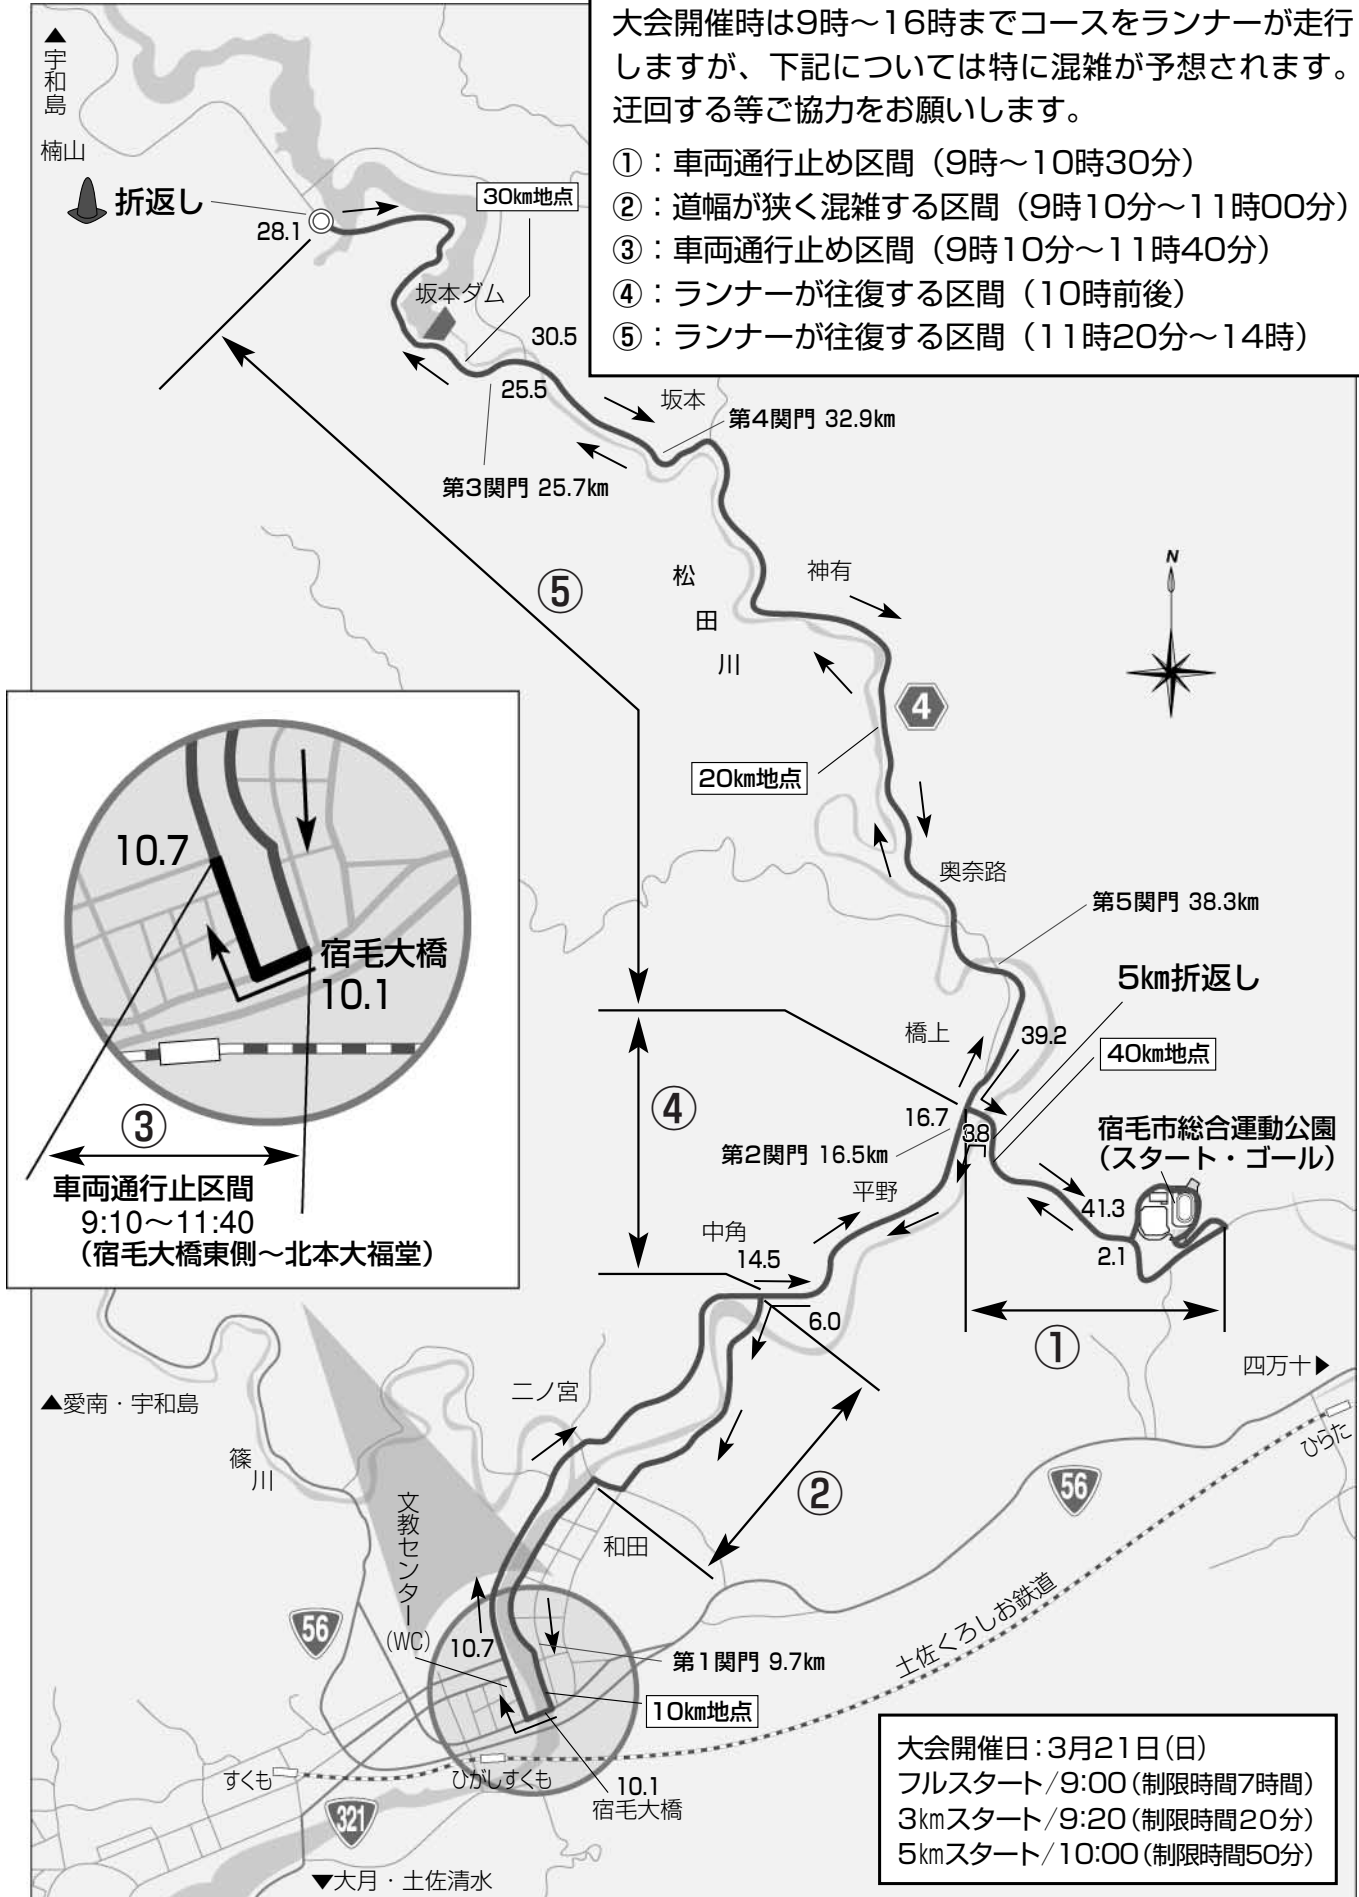 大会開催時は9時～16時までコースをランナーが走行
しますが、下記については特に混雑が予想されます。
迂回する等ご協力をお願いします。
①：車両通行止め区間（9時～10時30分）
②：道幅が狭く混雑する区間（9時10分～11時00分）
③：車両通行止め区間（9時10分～11時40分）
④：ランナーが往復する区間（10時前後）
⑤：ランナーが往復する区間（11時20分～14時）
▲宇和島
楠山
折返し
28.1
30km地点
坂本ダム
30.5
25.5
坂本
第4関門 32.9km
第3関門 25.7km
⑤
松田川
神有
N
4
20km地点
奥奈路
第5関門 38.3km
5km折返し
橋上
39.2
40km地点
④
16.7
3.8
第2関門 16.5km
宿毛市総合運動公園
（スタート・ゴール）
平野
41.3
中角
14.5
2.1
6.0
①
10.7
宿毛大橋
10.1
③
車両通行止区間
9:10～11:40
（宿毛大橋東側～北本大福堂）
四万十▶
▲愛南・宇和島
二ノ宮
篠川
ひらた
56
②
文教センター
(WC)
和田
56
10.7
第1関門 9.7km
土佐くろしお鉄道
10km地点
すくも
ひがしすくも
10.1
宿毛大橋
321
▼大月・土佐清水
大会開催日：3月21日（日）
フルスタート/9:00（制限時間7時間）
3kmスタート/9:20（制限時間20分）
5kmスタート/10:00（制限時間50分）